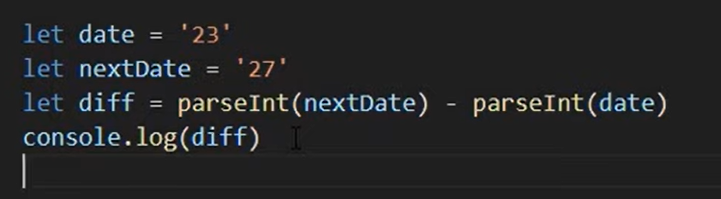 let date = '23'
let nextDate = '27'
let diff = parseInt(nextDate) - parseInt(date)
console.log(diff)